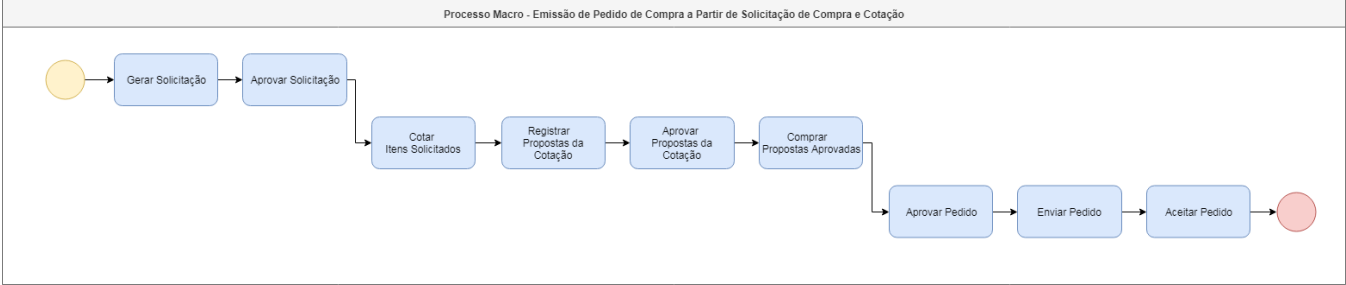 Processo Macro - Emissão de Pedido de Compra a Partir de Solicitação de Compra e Cotação
Gerar Solicitação
Aprovar Solicitação
Cotar
Itens Solicitados
Registrar
Propostas da
Cotação
Aprovar
Propostas da
Cotação
Comprar
Propostas Aprovadas
Aprovar Pedido
Enviar Pedido
Aceitar Pedido